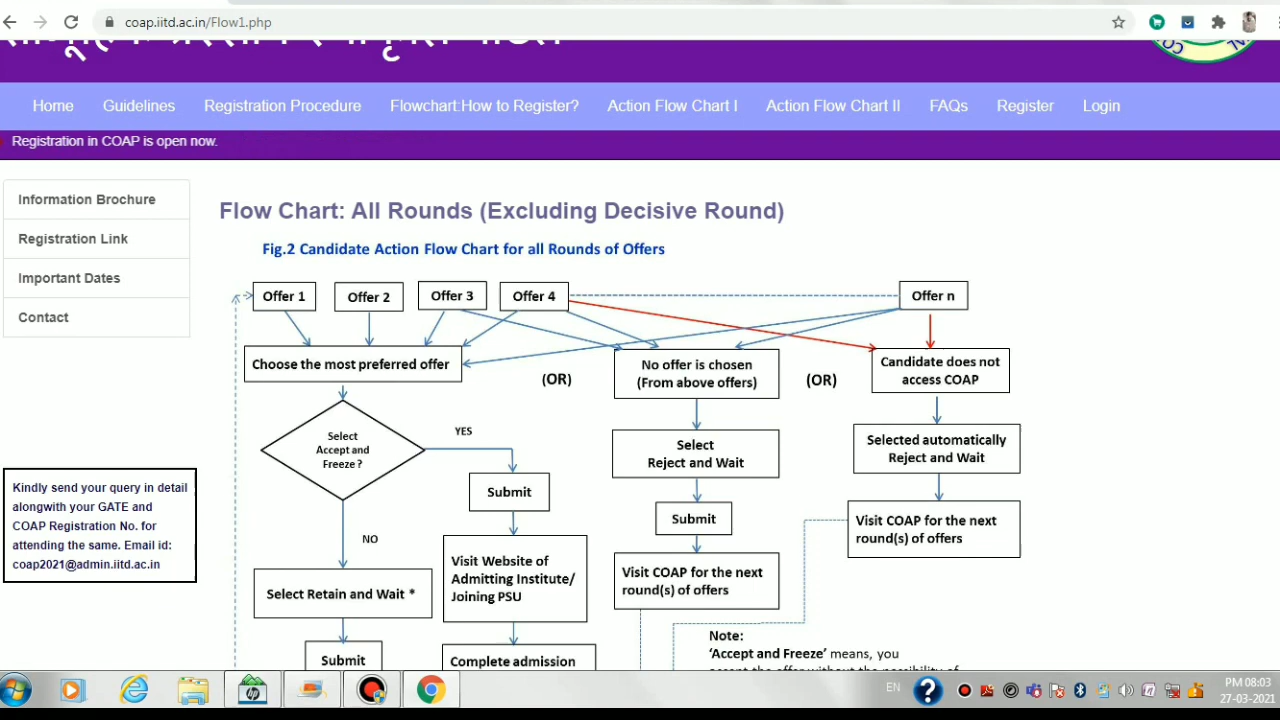 coap.iitd.ac.in/Flow1.php
Home Guidelines Registration Procedure Flowchart:How to Register? Action Flow Chart I Action Flow Chart II FAQs Register Login
Registration in COAP is open now.
Information Brochure
Registration Link
Important Dates
Contact
Kindly send your query in detail
alongwith your GATE and
COAP Registration No. for
attending the same. Email id:
coap2021@admin.iitd.ac.in
Flow Chart: All Rounds (Excluding Decisive Round)
Fig.2 Candidate Action Flow Chart for all Rounds of Offers
Offer 1 Offer 2 Offer 3 Offer 4 Offer n
Choose the most preferred offer
(OR)
No offer is chosen
(From above offers)
(OR)
Candidate does not
access COAP
Select
Accept and
Freeze ?
YES
Submit
NO
Select Retain and Wait *
Submit
Visit Website of
Admitting Institute/
Joining PSU
Complete admission
Select
Reject and Wait
Submit
Visit COAP for the next
round(s) of offers
Selected automatically
Reject and Wait
Visit COAP for the next
round(s) of offers
Note:
‘Accept and Freeze’ means, you
accept the offer without the possibility of
EN
PM 08:03
27-03-2021